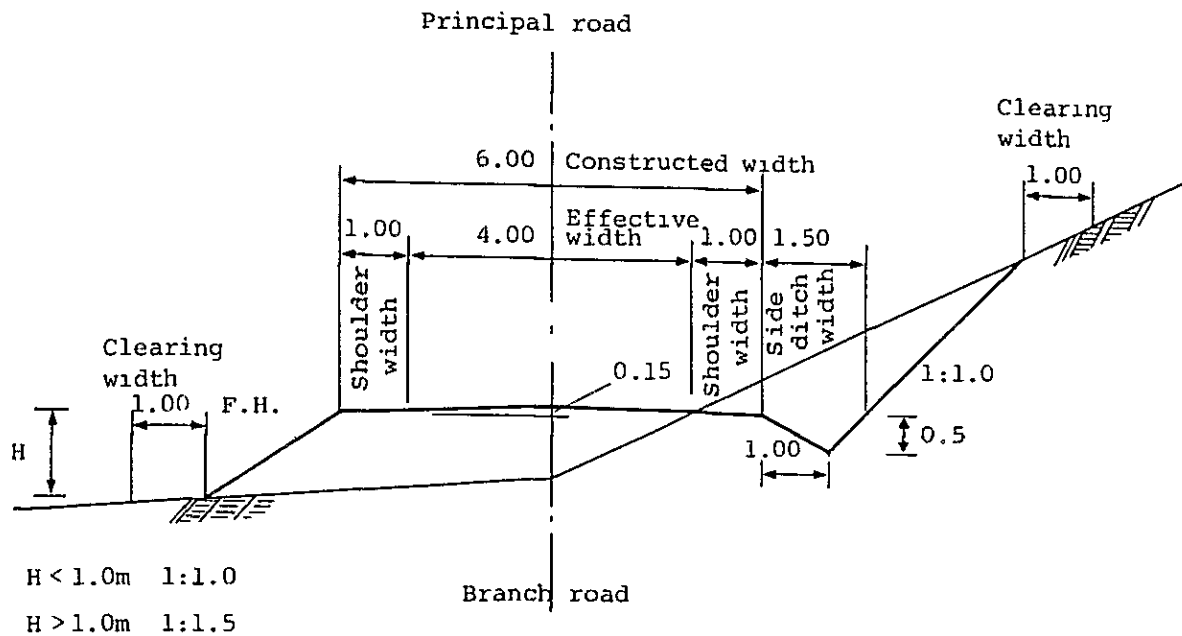 Principal road
Clearing
width
1.00
6.00 Constructed width
1.00 4.00 Effective
width 1.00 1.50
Shoulder
width
Shoulder
width
Side
ditch
width
Clearing
width
1.00 F.H.
0.15
1:1.0
H
1.00
0.5
H < 1.0m 1:1.0
H > 1.0m 1:1.5
Branch road